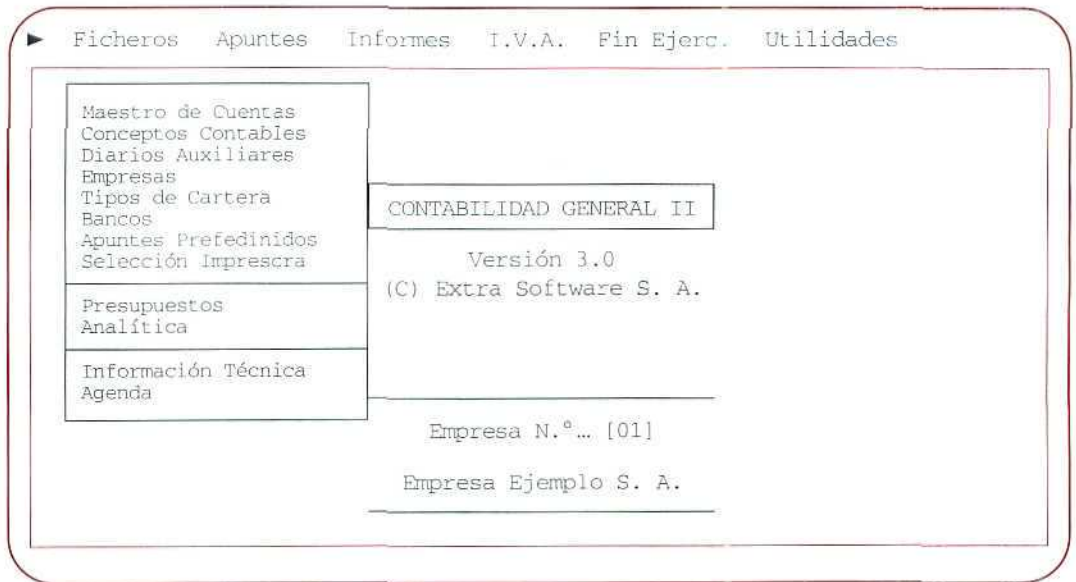 Ficheros Apuntes Informes I.V.A. Fin Ejerc. Utilidades
Maestro de Cuentas
Conceptos Contables
Diarios Auxiliares
Empresas
Tipos de Cartera
Bancos
Apuntes Prefedinidos
Selección Imprescra
Presupuestos
Analítica
Información Técnica
Agenda
CONTABILIDAD GENERAL II
Versión 3.0
(C) Extra Software S. A.
Empresa N.º… [01]
Empresa Ejemplo S. A.